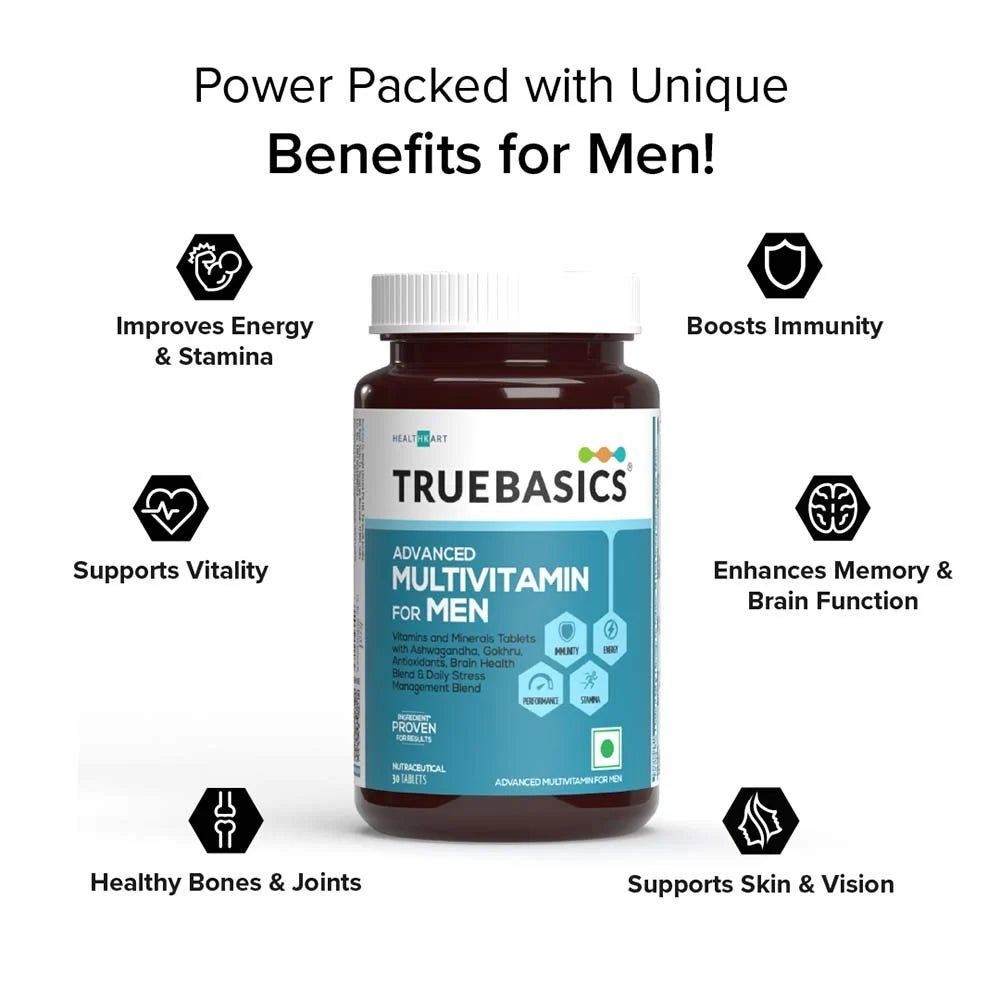 Power Packed with Unique
Benefits for Men!
Improves Energy
& Stamina
Boosts Immunity
Supports Vitality
Enhances Memory &
Brain Function
Healthy Bones & Joints
Supports Skin & Vision
HEALTHKART
TRUEBASICS®
ADVANCED
MULTIVITAMIN
FOR MEN
Vitamins and Minerals Tablets
with Ashwagandha, Gokhru,
Antioxidants, Brain Health
Blend & Daily Stress
Management Blend
IMMUNITY
ENERGY
PERFORMANCE
STAMINA
INGREDIENT*
PROVEN
FOR RESULTS
NUTRACEUTICAL
30 TABLETS
ADVANCED MULTIVITAMIN FOR MEN